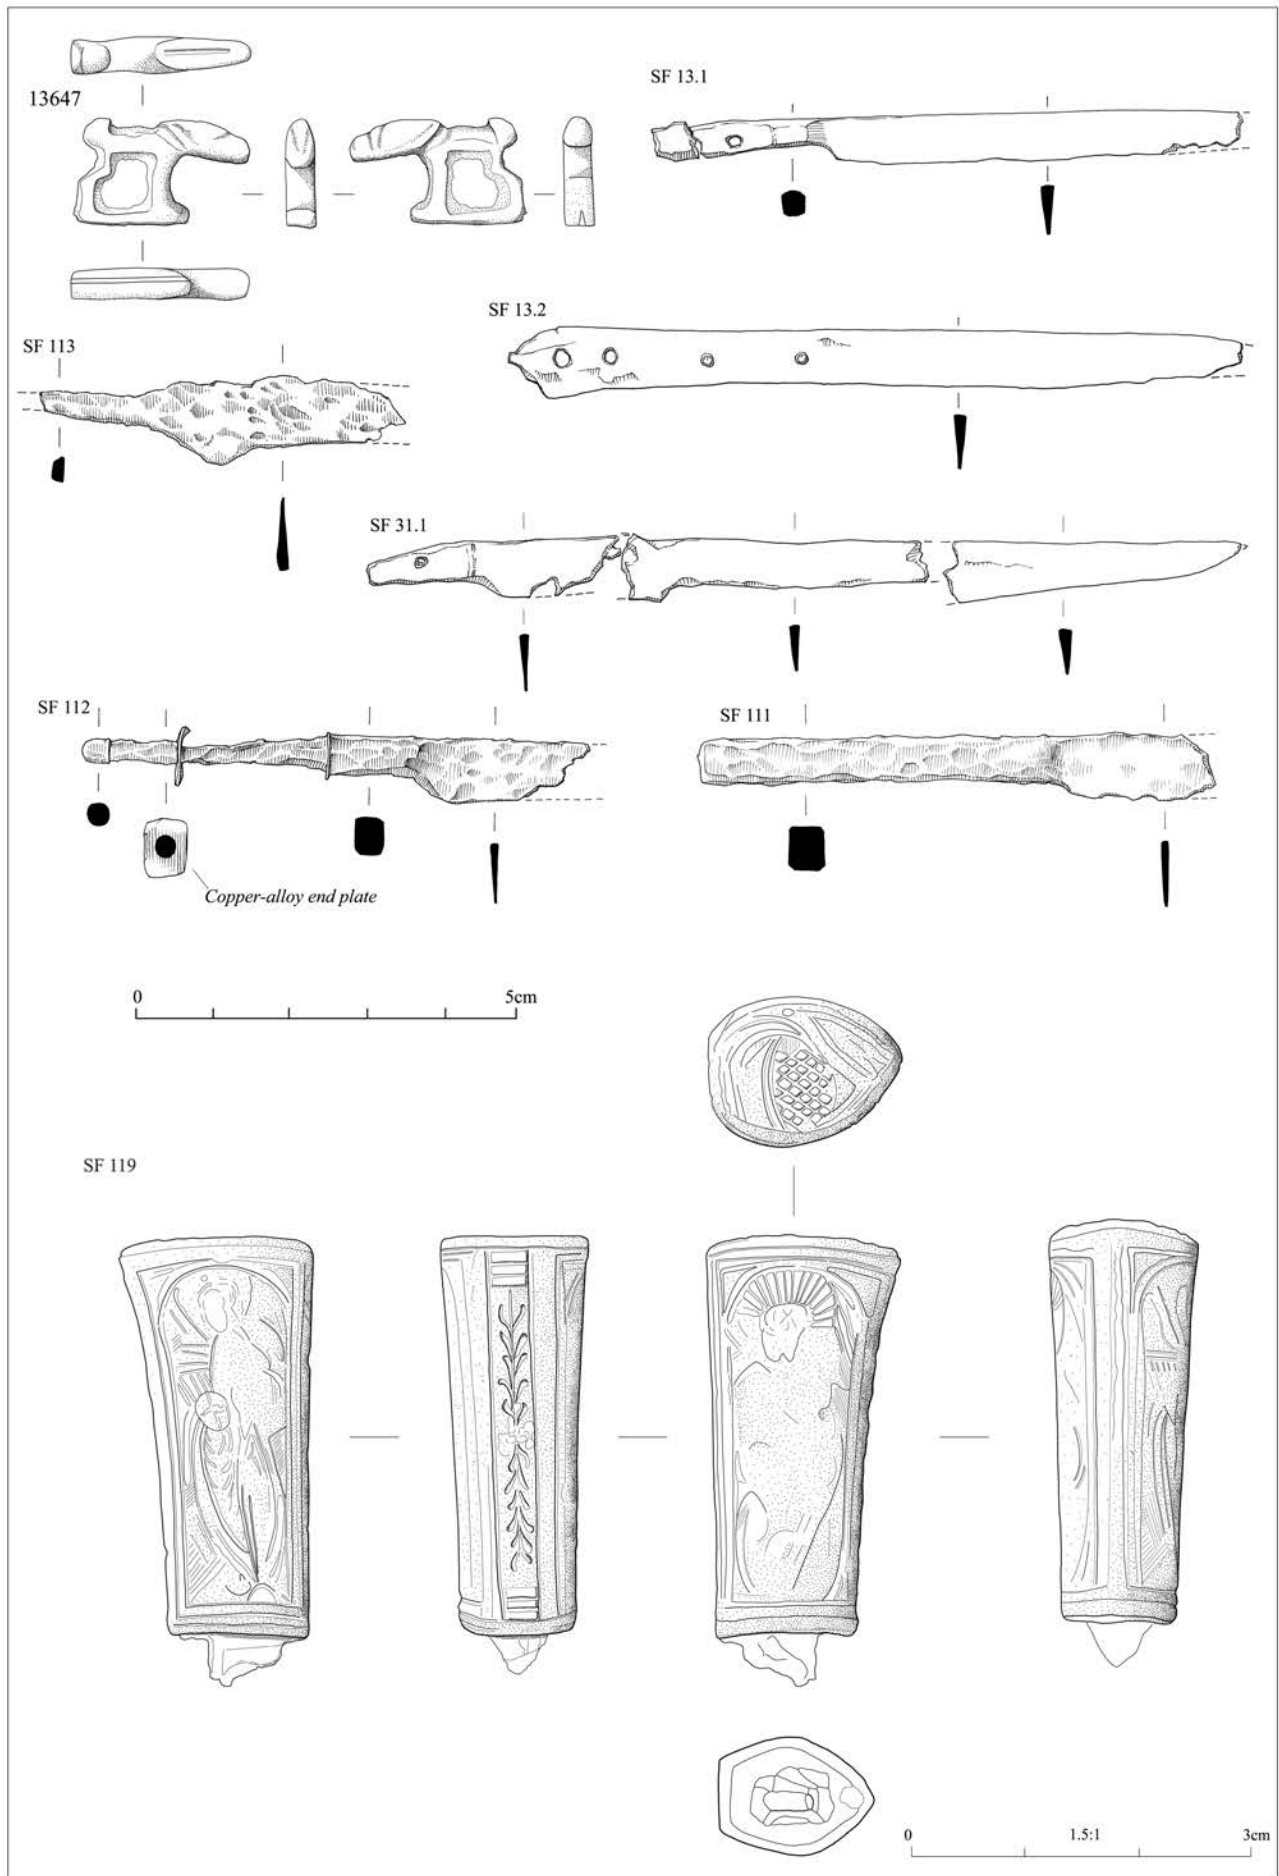 13647
SF 13.1
SF 13.2
SF 113
SF 31.1
SF 112
SF 111
Copper-alloy end plate
0 5cm
SF 119
0 1.5:1 3cm